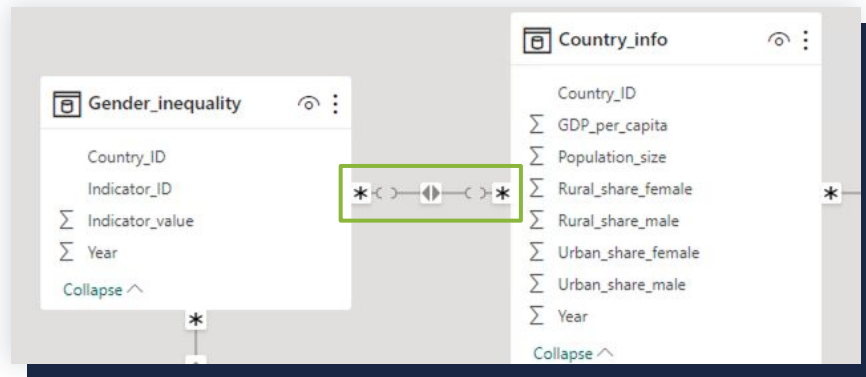 Gender_inequality
Country_ID
Indicator_ID
∑ Indicator_value
∑ Year
Collapse
*
*
*
Country_info
Country_ID
∑ GDP_per_capita
∑ Population_size
∑ Rural_share_female
∑ Rural_share_male
∑ Urban_share_female
∑ Urban_share_male
∑ Year
Collapse
*